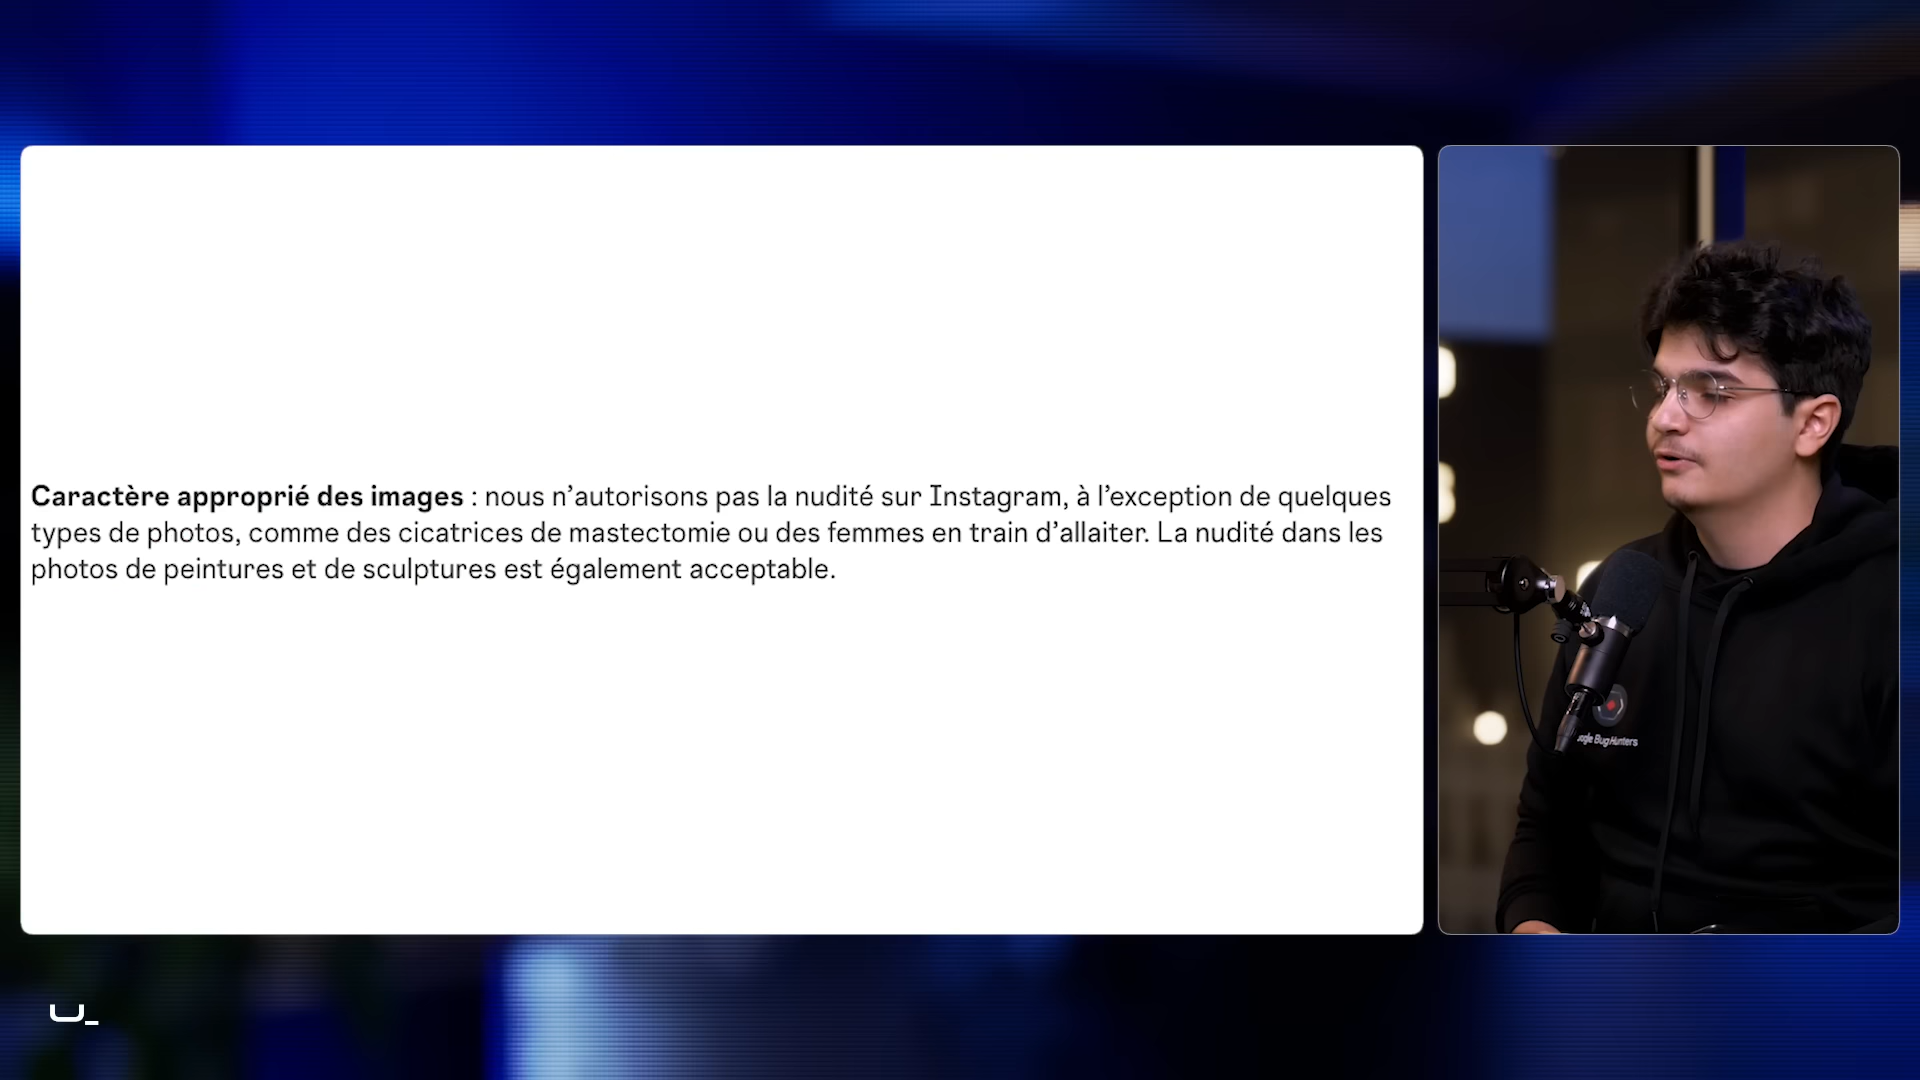 Caractère approprié des images : nous n’autorisons pas la nudité sur Instagram, à l’exception de quelques
types de photos, comme des cicatrices de mastectomie ou des femmes en train d’allaiter. La nudité dans les
photos de peintures et de sculptures est également acceptable.
Bug Hunters